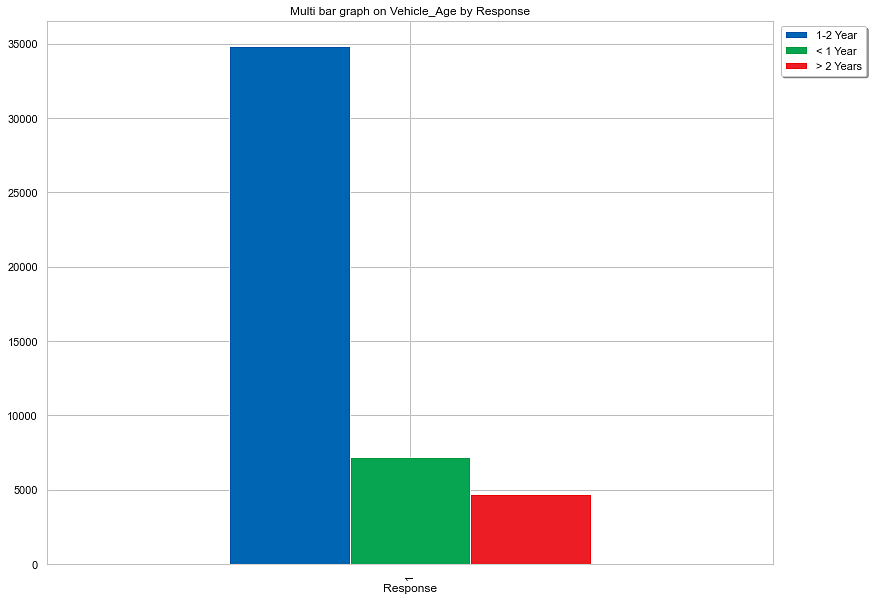 Multi bar graph on Vehicle_Age by Response
1-2 Year
< 1 Year
> 2 Years
35000
30000
25000
20000
15000
10000
5000
0
1
Response